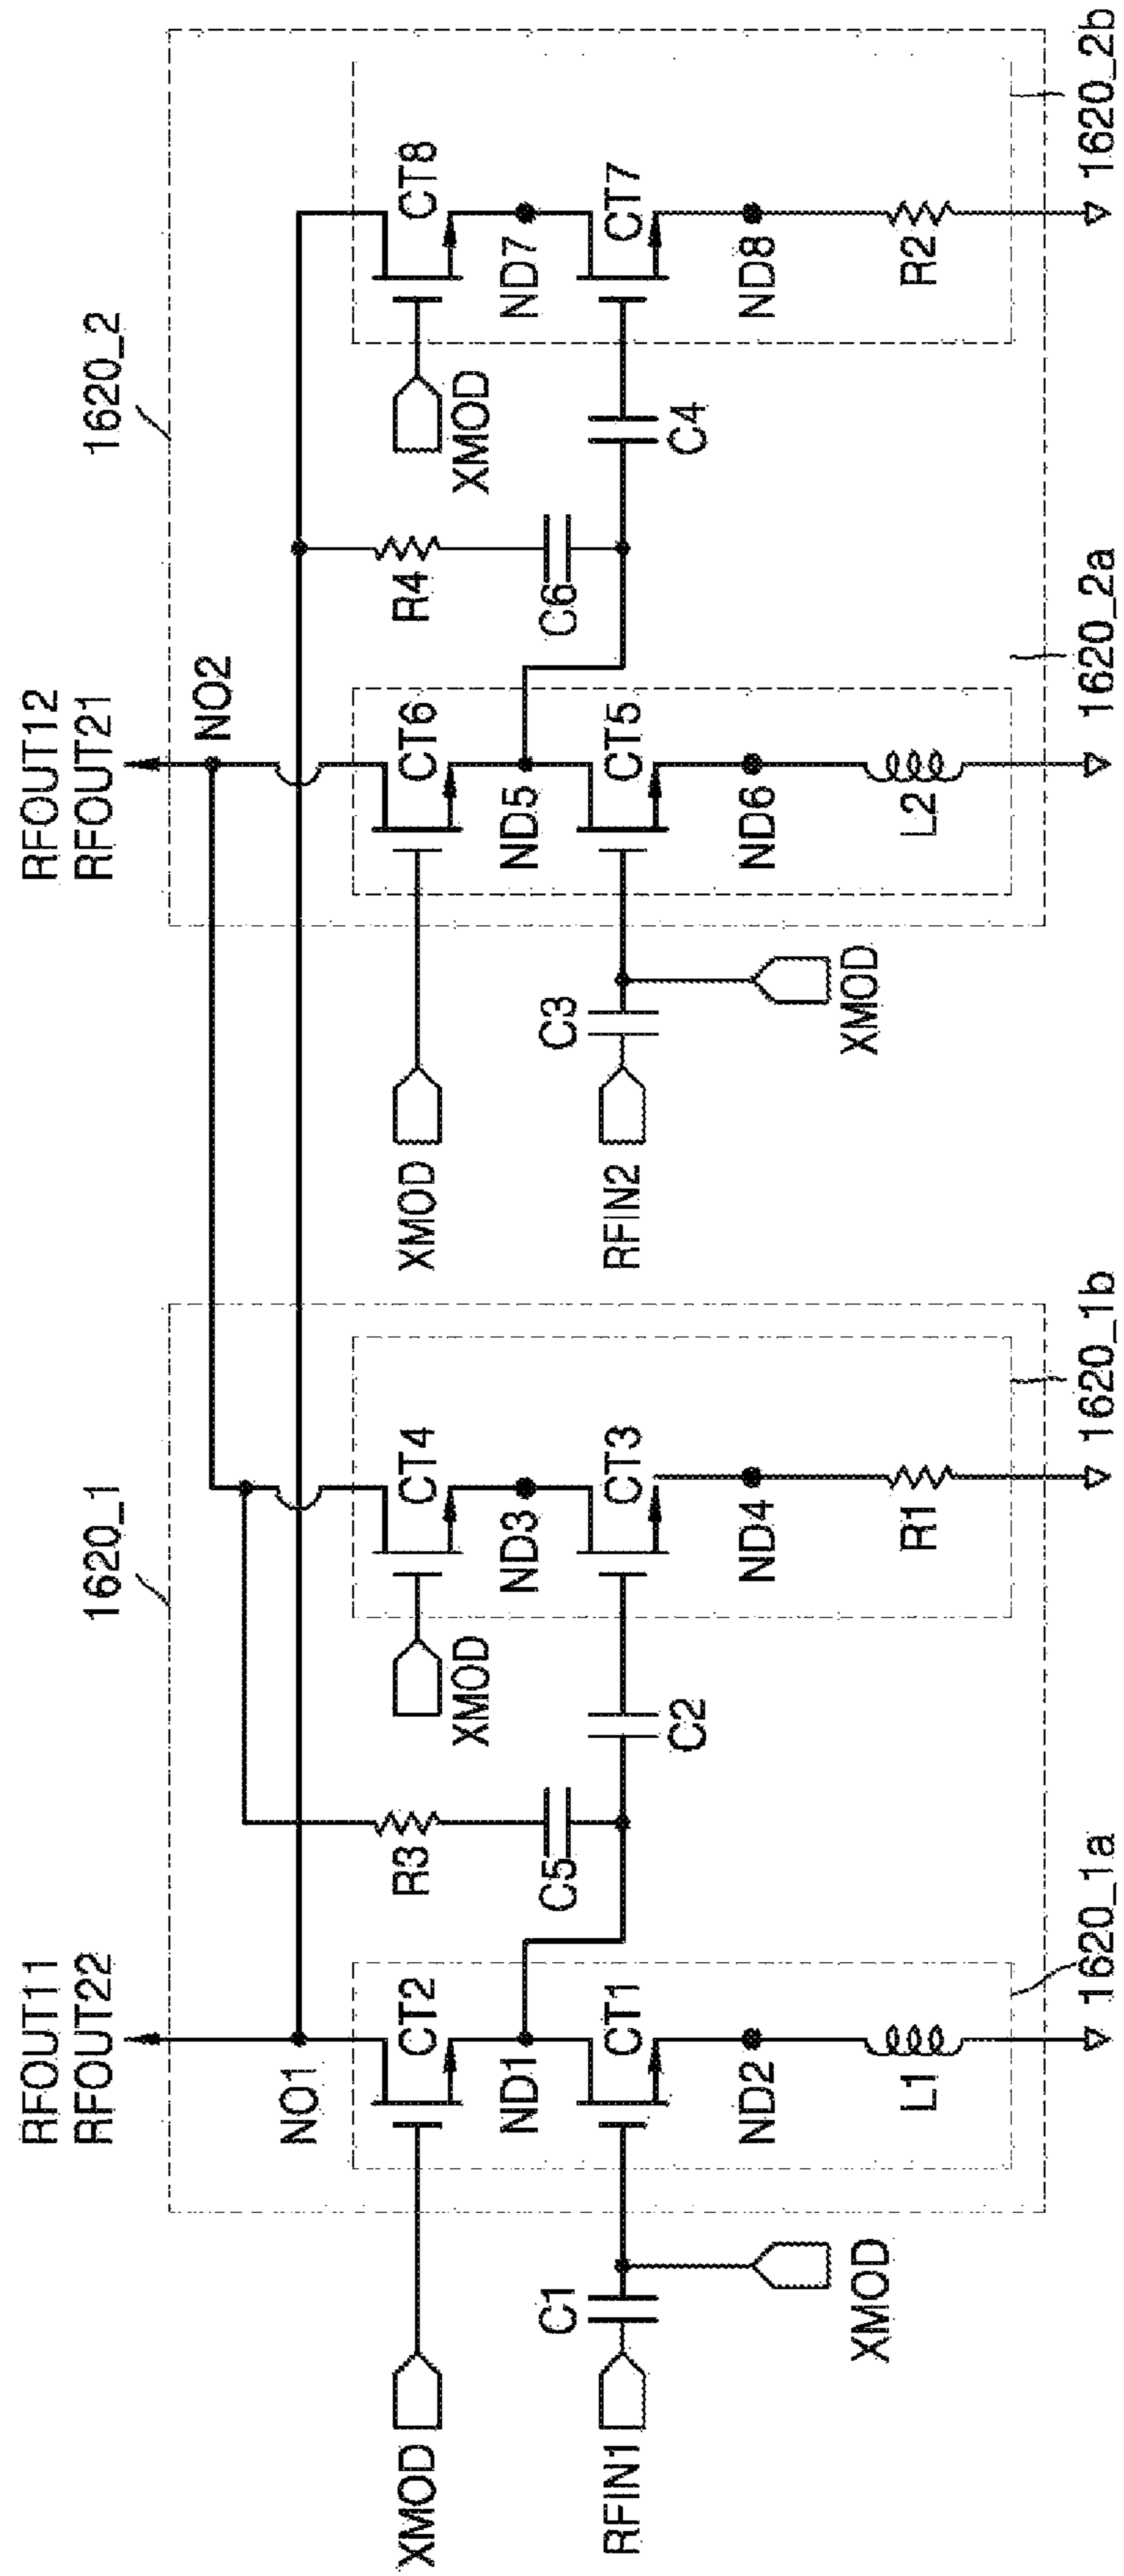 RFOUT11
RFOUT22
RFOUT12
RFOUT21
1620_1
1620_2
NO1
NO2
XMOD
CT2
R3
XMOD
CT4
XMOD
CT6
R4
XMOD
CT8
ND1
C5
ND3
ND5
C6
ND7
RFIN1
C1
CT1
C2
CT3
RFIN2
C3
CT5
C4
CT7
XMOD
ND2
ND4
XMOD
ND6
ND8
L1
R1
L2
R2
1620_1a
1620_1b
1620_2a
1620_2b